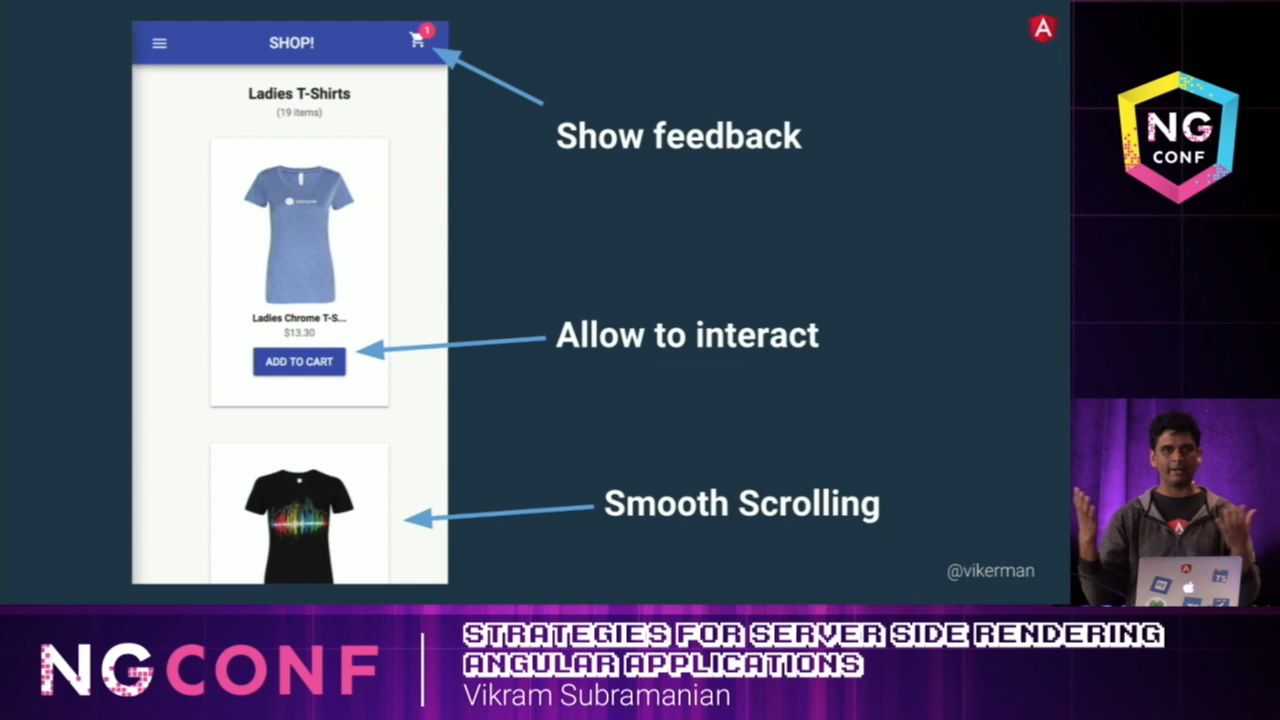 SHOP!
1
Ladies T-Shirts
(19 items)
Ladies Chrome T-S...
$13.30
ADD TO CART
Show feedback
Allow to interact
Smooth Scrolling
@vikerman
A
NG
CONF
TS
NGCONF
STRATEGIES FOR SERVER SIDE RENDERING
ANGULAR APPLICATIONS
Vikram Subramanian